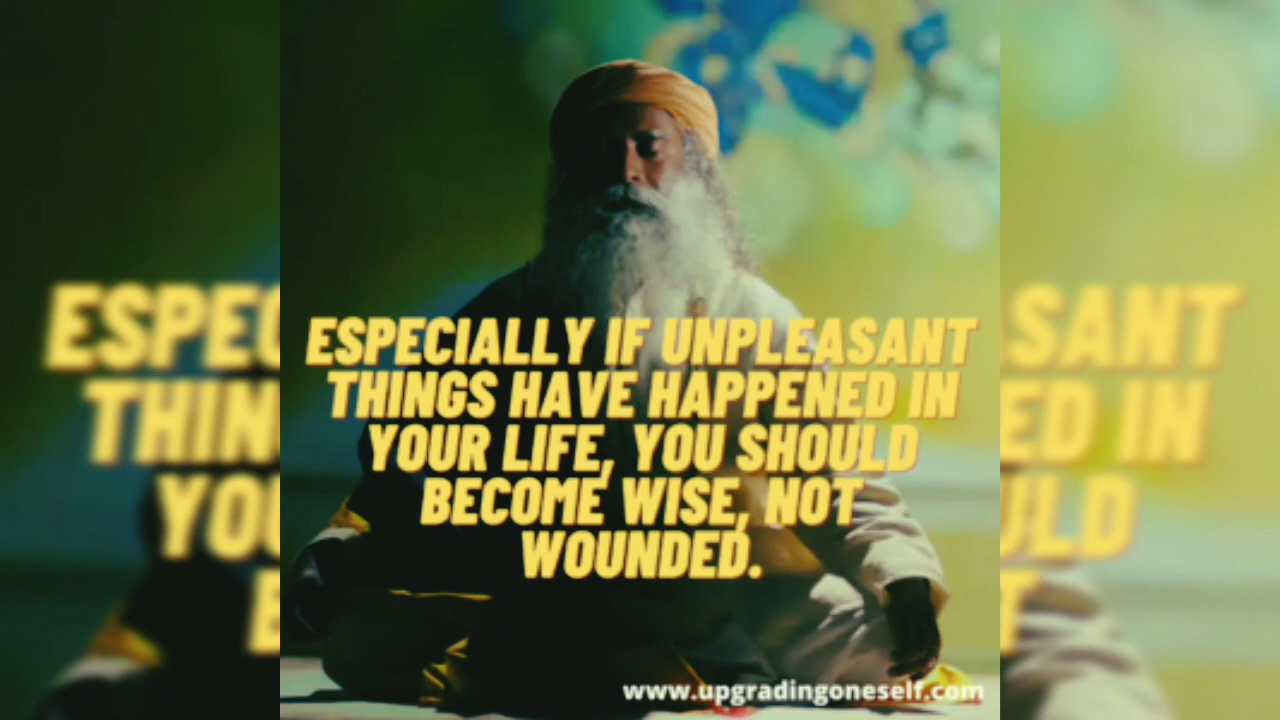 ESPECIALLY IF UNPLEASANT
THINGS HAVE HAPPENED IN
YOUR LIFE, YOU SHOULD
BECOME WISE, NOT
WOUNDED.
www.upgradingoneself.com